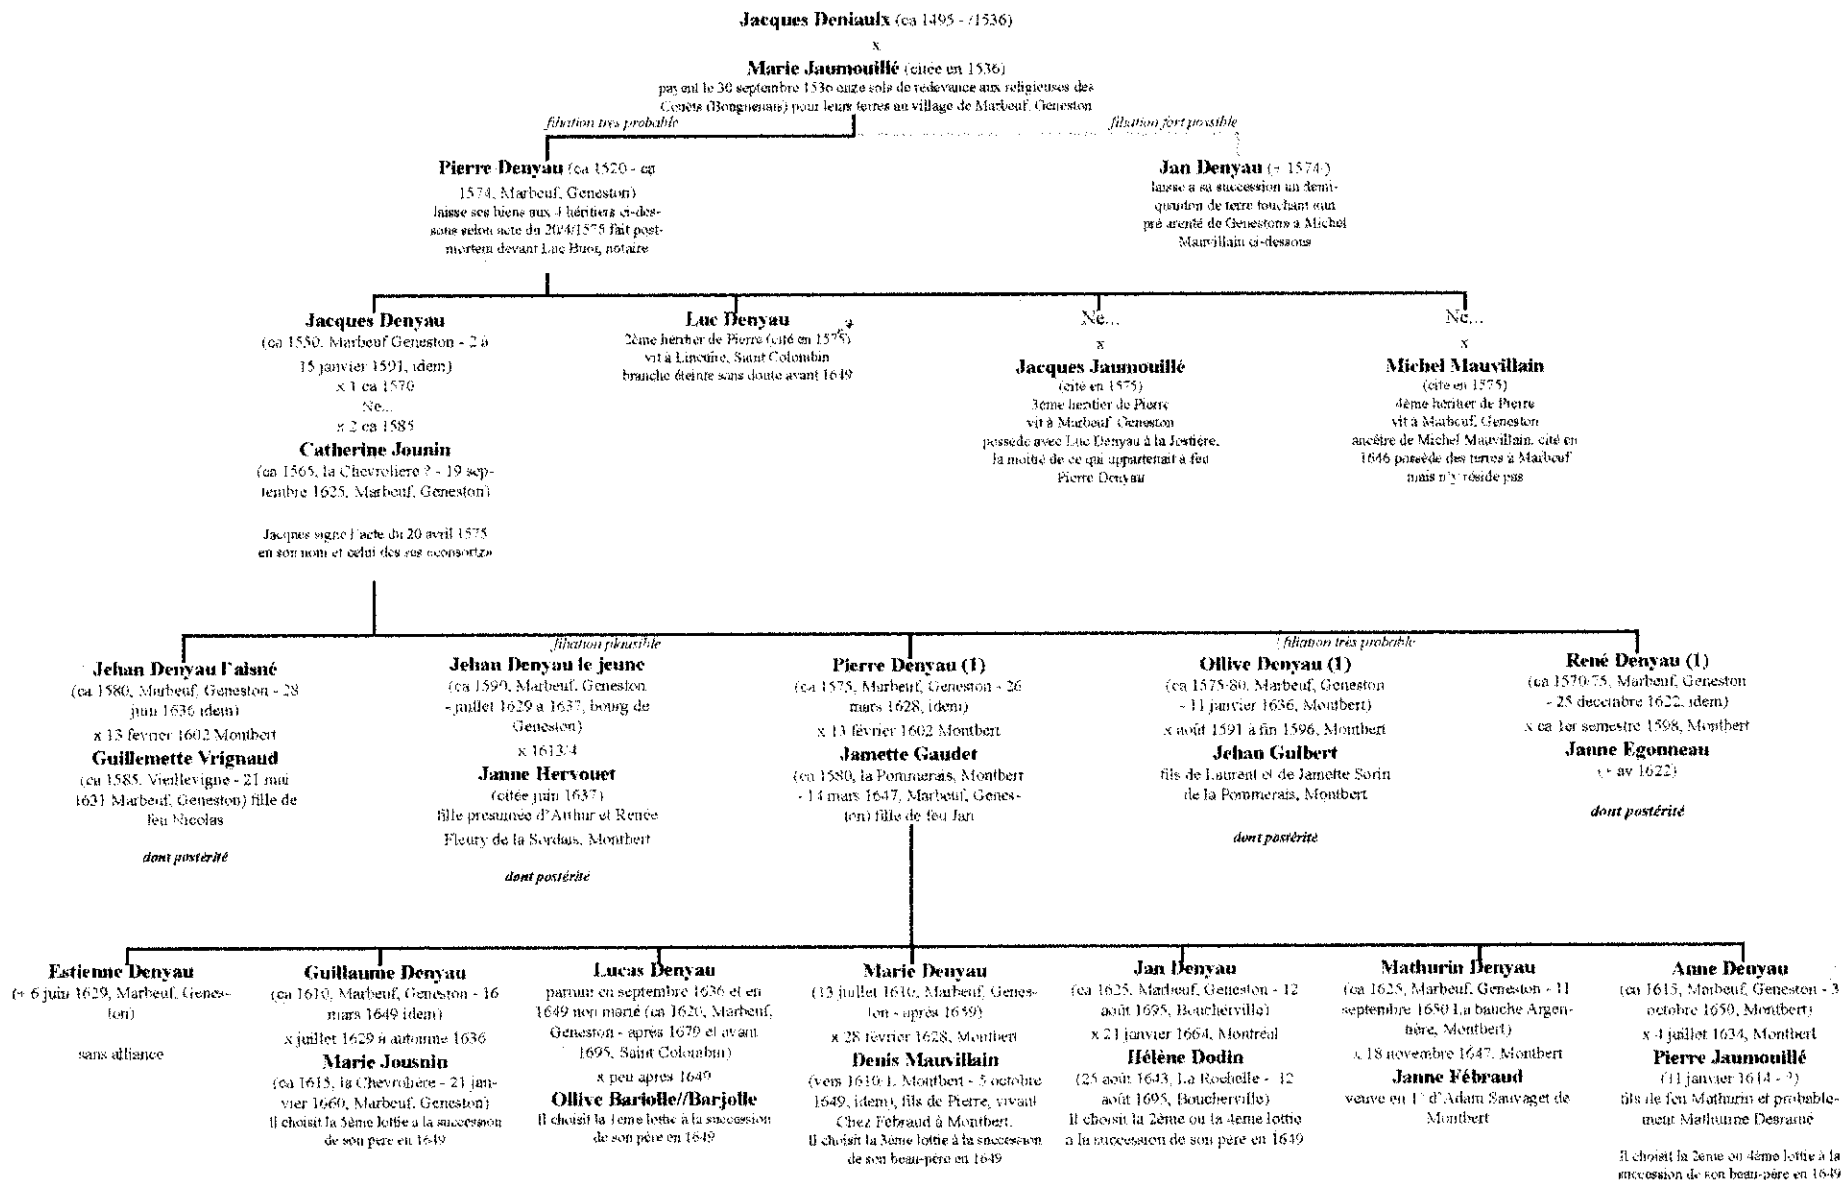 Jacques Deniaulx (ca 1495 - /1536)
x
Marie Jaumouillé (citée en 1536)
payent le 30 septembre 1536 onze sols de redevance aux religieuses des
Couëts (Bouguenais) pour leurs terres au village de Marbeuf, Geneston
filiation très probable
filiation fort possible
Pierre Denyau (ca 1520 - ca
1574, Marbeuf, Geneston)
laisse ses biens aux 4 héritiers ci-des-
sous selon acte du 20/4/1575 fait post-
mortem devant Luc Buor, notaire
Jan Denyau (+ 1574)
laisse a sa succession un demi-
quardon de terre touchant aun
pré arenté de Genestons a Michel
Mauvillain ci-dessous
Jacques Denyau
(ca 1550, Marbeuf Geneston - 2 à
15 janvier 1591, idem)
x 1 ca 1570
Ne...
x 2 ca 1585
Catherine Jounin
(ca 1565, la Chevroliere ? - 19 sep-
tembre 1625, Marbeuf, Geneston)
Jacques signe l'acte du 20 avril 1575
en son nom et celui des ses «consortz»
Luc Denyau
2ème héritier de Pierre (cité en 1575)
vit à Lincuire, Saint Colombin
branche éteinte sans doute avant 1649
Ne...
x
Jacques Jaumouillé
(cité en 1575)
3ème heritier de Pierre
vit à Marbeuf, Geneston
possède avec Luc Denyau à la Jostière,
la moitié de ce qui appartenait à feu
Pierre Denyau
Ne...
x
Michel Mauvillain
(cité en 1575)
4ème héritier de Pierre
vit à Marbeuf, Geneston
ancêtre de Michel Mauvillain, cité en
1646 possède des terres à Marbeuf
mais n'y réside pas
filiation plausible
filiation très probable
Jehan Denyau l'aisné
(ca 1580, Marbeuf, Geneston - 28
juin 1636 idem)
x 13 février 1602 Montbert
Guillemette Vrignaud
(ca 1585, Vieillevigne - 21 mai
1631 Marbeuf, Geneston) fille de
feu Nicolas
dont postérité
Jehan Denyau le jeune
(ca 1590, Marbeuf, Geneston
- juillet 1629 à 1637, bourg de
Geneston)
x 1613/4
Janne Hervouet
(citée juin 1637)
fille presumée d'Arthur et Renée
Fleury de la Sordais, Montbert
dont postérité
Pierre Denyau (1)
(ca 1575, Marbeuf, Geneston - 26
mars 1628, idem)
x 13 février 1602 Montbert
Jamette Gaudet
(ca 1580, la Pommerais, Montbert
- 14 mars 1647, Marbeuf, Genes-
ton) fille de feu Jan
Ollive Denyau (1)
(ca 1575-80, Marbeuf, Geneston
- 11 janvier 1636, Montbert)
x août 1591 à fin 1596, Montbert
Jehan Guibert
fils de Laurent et de Jamette Sorin
de la Pommerais, Montbert
dont postérité
René Denyau (1)
(ca 1570/75, Marbeuf, Geneston
- 25 decembre 1622, idem)
x ca 1er semestre 1598, Montbert
Janne Egonneau
(+ av 1622)
dont postérité
Estienne Denyau
(+ 6 juin 1629, Marbeuf, Genes-
ton)
sans alliance
Guillaume Denyau
(ca 1610, Marbeuf, Geneston - 16
mars 1649 idem)
x juillet 1629 à automne 1636
Marie Jousnin
(ca 1615, la Chevrolière - 21 jan-
vier 1660, Marbeuf, Geneston)
Il choisit la 5ème lottie a la succession
de son père en 1649
Lucas Denyau
parrain en septembre 1636 et en
1649 non marié (ca 1620, Marbeuf,
Geneston - après 1679 et avant
1695, Saint Colombin)
x peu apres 1649
Ollive Bariolle//Barjolle
Il choisit la 1eme lottie à la succession
de son père en 1649
Marie Denyau
(13 juillet 1610, Marbeuf, Genes-
ton - après 1659)
x 28 février 1628, Montbert
Denis Mauvillain
(vers 1610/1, Montbert - 5 octobre
1649, idem), fils de Pierre, vivant
Chez Fébraud à Montbert.
Il choisit la 3ème lottie à la succession
de son beau-père en 1649
Jan Denyau
(ca 1625, Marbeuf, Geneston - 12
août 1695, Boucherville)
x 21 janvier 1664, Montréal
Hélène Dodin
(25 août 1643, La Rochelle - 12
août 1695, Boucherville)
Il choisit la 2ème ou la 4eme lottie
a la succession de son père en 1649
Mathurin Denyau
(ca 1625, Marbeuf, Geneston - 11
septembre 1650 La bauche Argen-
tière, Montbert)
x 18 novembre 1647, Montbert
Janne Fébraud
veuve en 1° d'Adam Sauvaget de
Montbert
Anne Denyau
(ca 1615, Marbeuf, Geneston - 3
octobre 1650, Montbert)
x 4 juillet 1634, Montbert
Pierre Jaumouillé
(11 janvier 1614 - ?)
fils de feu Mathurin et probable-
ment Mathurine Desramé
Il choisit la 2ème ou 4ème lottie à la
succession de son beau-père en 1649